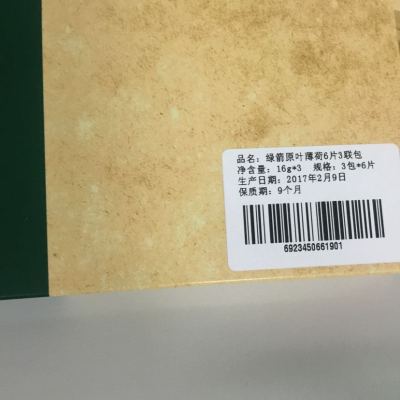 品名：绿箭原叶薄荷6片3联包
净含量：16g*3 规格：3包*6片
生产日期：2017年2月9日
保质期：9个月
6923450661901